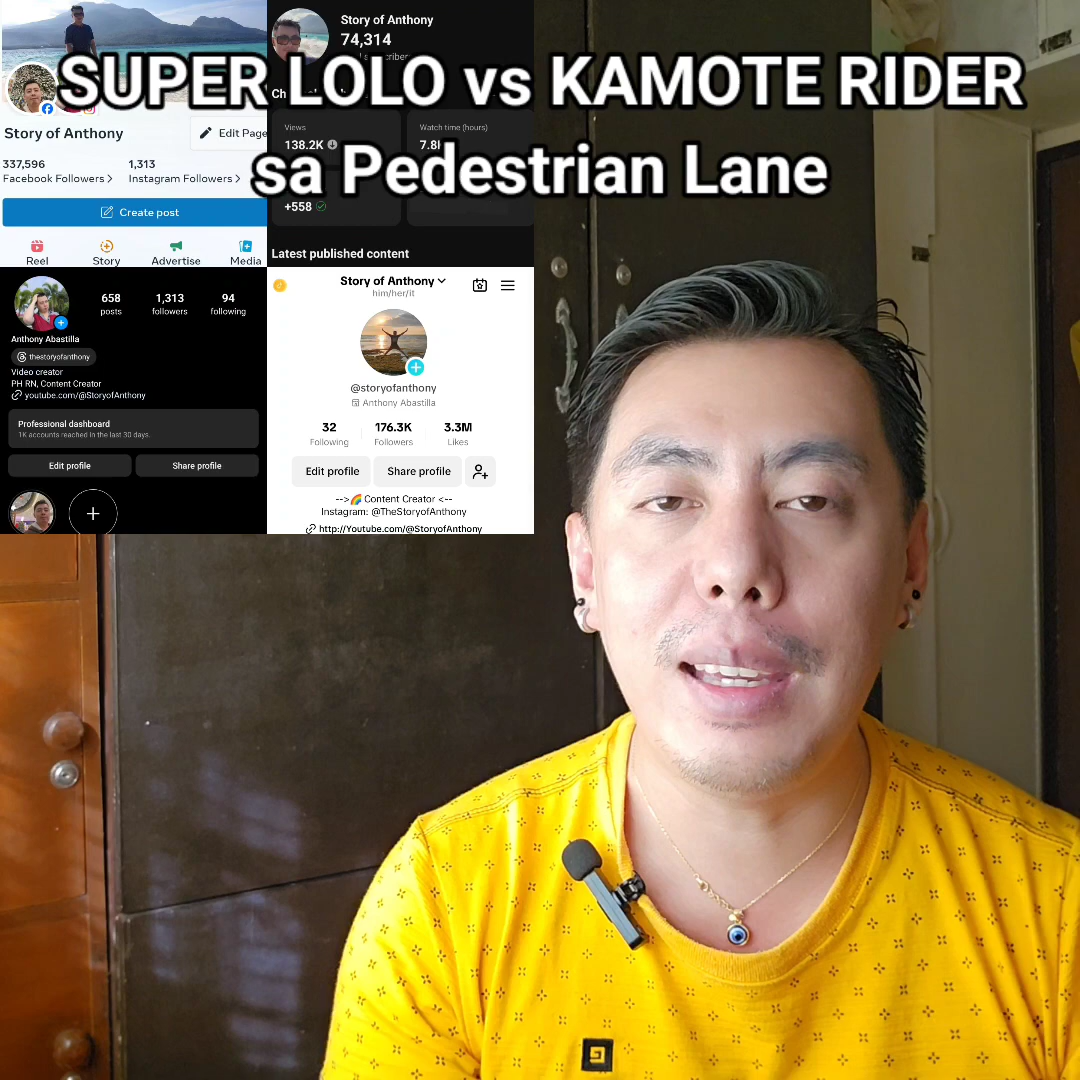 SUPER LOLO vs KAMOTE RIDER
sa Pedestrian Lane
Story of Anthony
Edit Page
337,596
Facebook Followers
1,313
Instagram Followers
Create post
Reel
Story
Advertise
Media
Story of Anthony
74,314
Views
138.2K
Watch time (hours)
+558
Latest published content
658
posts
1,313
followers
94
following
Anthony Abastilla
thestoryofanthony
Video creator
PH RN, Content Creator
youtube.com/@StoryofAnthony
Professional dashboard
1K accounts reached in the last 30 days.
Edit profile
Share profile
Story of Anthony
him/her/it
@storyofanthony
Anthony Abastilla
32
Following
176.3K
Followers
3.3M
Likes
Edit profile
Share profile
-->🌈 Content Creator <--
Instagram: @TheStoryofAnthony
http://Youtube.com/@StoryofAnthony